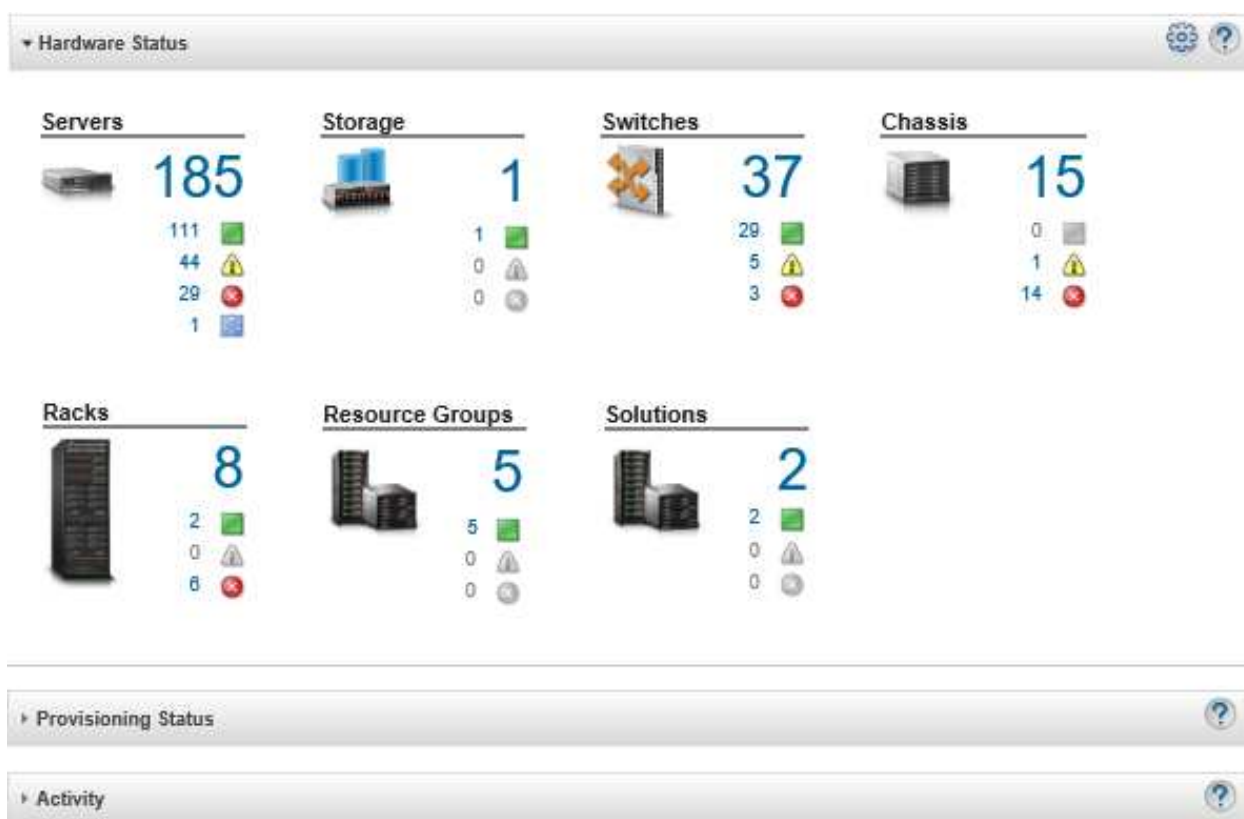 Hardware Status
Servers
185
111
44
29
1
Storage
1
1
0
0
Switches
37
29
5
3
Chassis
15
0
1
14
Racks
8
2
0
6
Resource Groups
5
5
0
0
Solutions
2
2
0
0
Provisioning Status
Activity